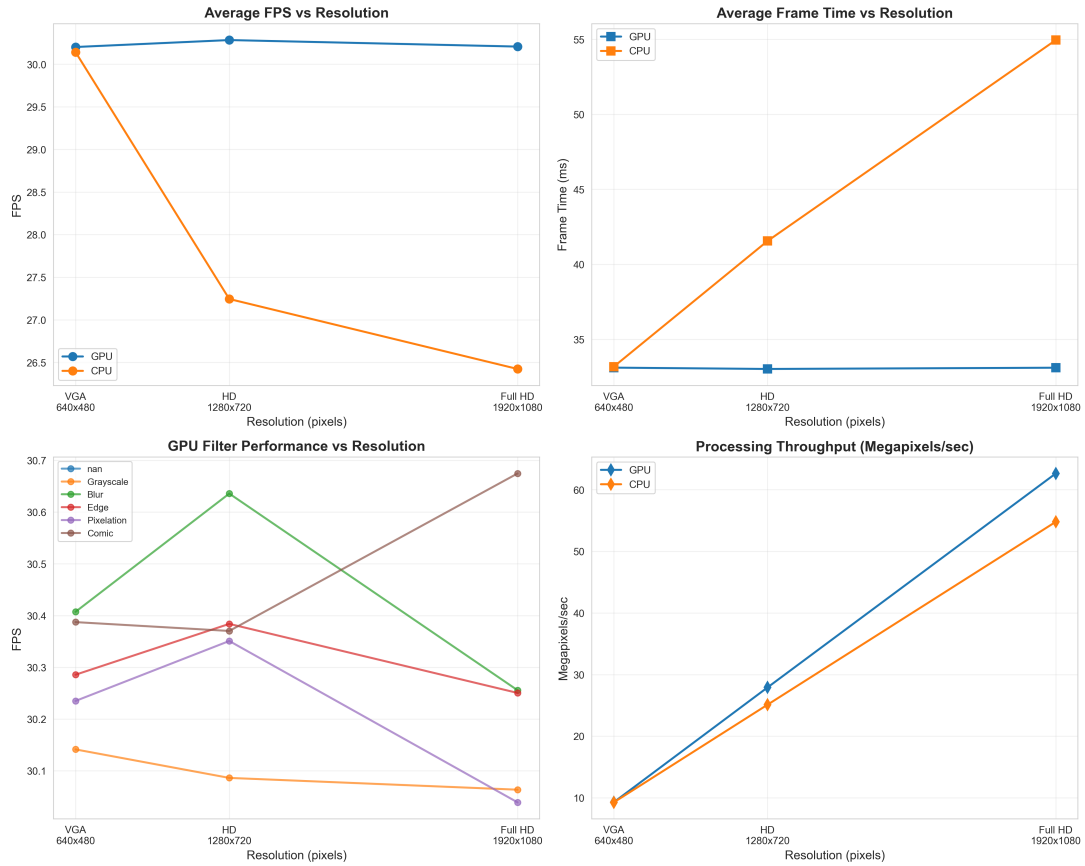 Average FPS vs Resolution
30.0
29.5
29.0
28.5
28.0
27.5
27.0
26.5
FPS
GPU
CPU
VGA
640x480
HD
1280x720
Full HD
1920x1080
Resolution (pixels)
Average Frame Time vs Resolution
GPU
CPU
55
50
45
40
35
Frame Time (ms)
VGA
640x480
HD
1280x720
Full HD
1920x1080
Resolution (pixels)
GPU Filter Performance vs Resolution
30.7
30.6
30.5
30.4
30.3
30.2
30.1
FPS
nan
Grayscale
Blur
Edge
Pixelation
Comic
VGA
640x480
HD
1280x720
Full HD
1920x1080
Resolution (pixels)
Processing Throughput (Megapixels/sec)
GPU
CPU
60
50
40
30
20
10
Megapixels/sec
VGA
640x480
HD
1280x720
Full HD
1920x1080
Resolution (pixels)